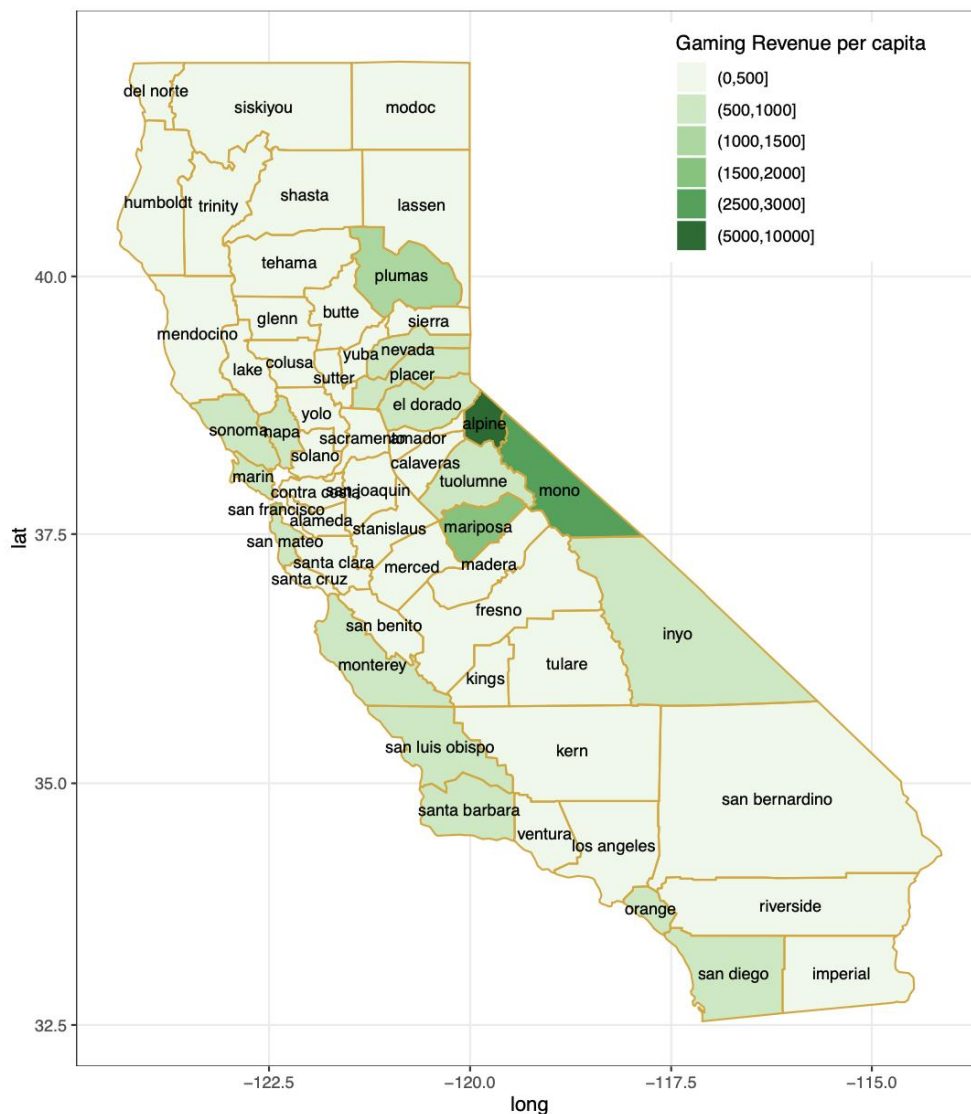 Gaming Revenue per capita
(0,500]
(500,1000]
(1000,1500]
(1500,2000]
(2500,3000]
(5000,10000]
del norte
siskiyou
modoc
humboldt
trinity
shasta
lassen
tehama
plumas
mendocino
glenn
butte
sierra
lake
colusa
sutter
yuba
nevada
placer
el dorado
alpine
sonoma
napa
yolo
solano
sacramento
amador
calaveras
tuolumne
mono
marin
contra costa
san joaquin
san francisco
alameda
stanislaus
mariposa
san mateo
santa clara
santa cruz
merced
madera
fresno
san benito
monterey
kings
tulare
inyo
san luis obispo
kern
santa barbara
ventura
los angeles
san bernardino
orange
riverside
san diego
imperial
40.0
37.5
35.0
32.5
lat
−122.5
−120.0
−117.5
−115.0
long